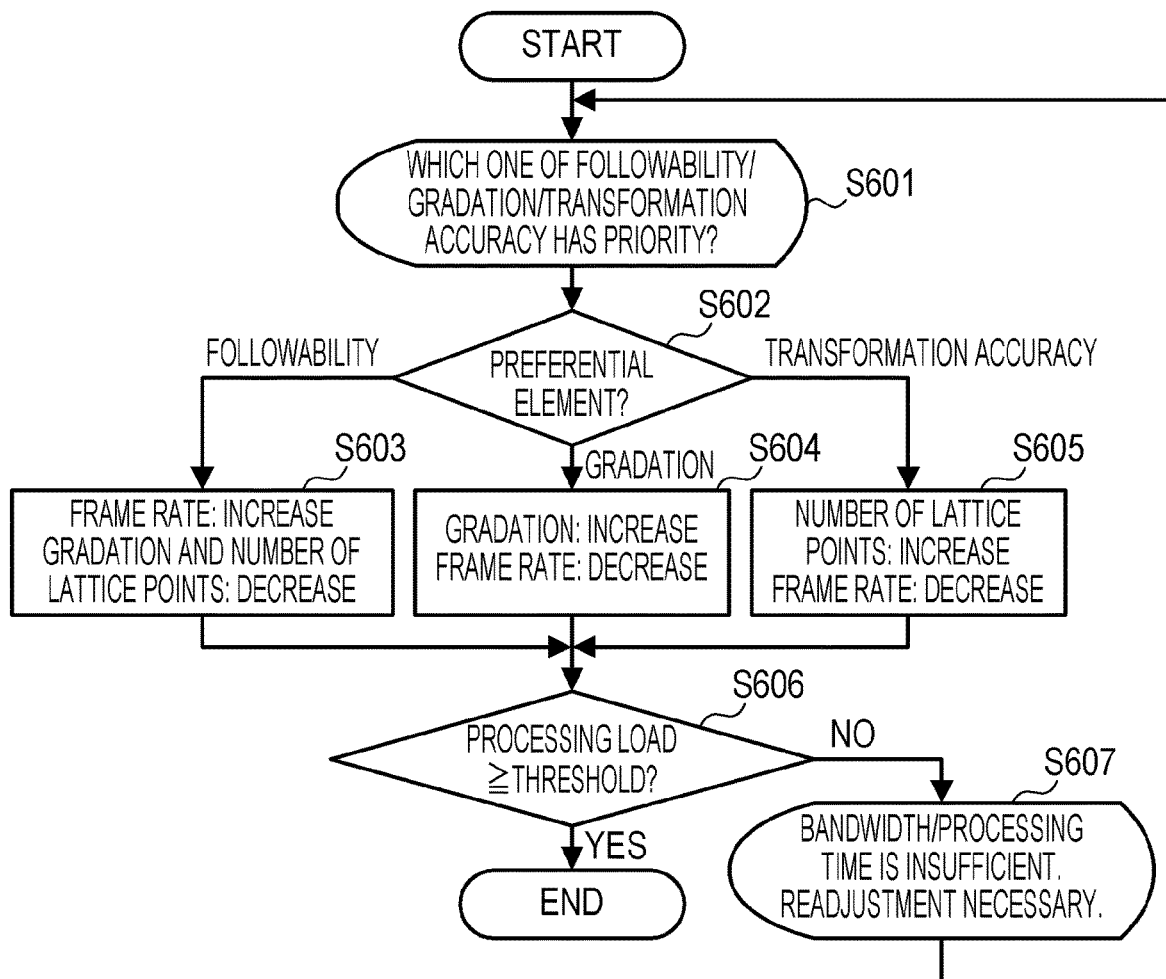 START
WHICH ONE OF FOLLOWABILITY/
GRADATION/TRANSFORMATION
ACCURACY HAS PRIORITY?
S601
S602
FOLLOWABILITY
PREFERENTIAL
ELEMENT?
TRANSFORMATION ACCURACY
GRADATION
S603
FRAME RATE: INCREASE
GRADATION AND NUMBER OF
LATTICE POINTS: DECREASE
S604
GRADATION: INCREASE
FRAME RATE: DECREASE
S605
NUMBER OF LATTICE
POINTS: INCREASE
FRAME RATE: DECREASE
S606
PROCESSING LOAD
≧THRESHOLD?
NO
YES
S607
BANDWIDTH/PROCESSING
TIME IS INSUFFICIENT.
READJUSTMENT NECESSARY.
END